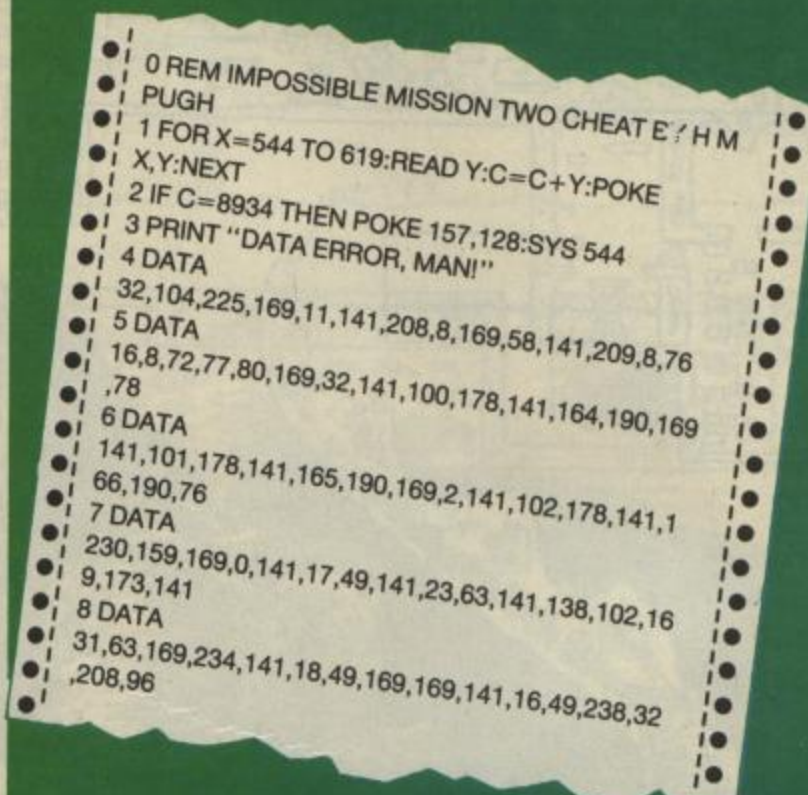 0 REM IMPOSSIBLE MISSION TWO CHEAT H M
PUGH
1 FOR X=544 TO 619:READ Y:C=C+Y:POKE
X,Y:NEXT
2 IF C=8934 THEN POKE 157,128:SYS 544
3 PRINT "DATA ERROR, MAN!"
4 DATA
32,104,225,169,11,141,208,8,169,58,141,209,8,76
5 DATA
16,8,72,77,80,169,32,141,100,178,141,164,190,169
,78
6 DATA
141,101,178,141,165,190,169,2,141,102,178,141,1
66,190,76
7 DATA
230,159,169,0,141,17,49,141,23,63,141,138,102,16
9,173,141
8 DATA
31,63,169,234,141,18,49,169,169,141,16,49,238,32
,208,96